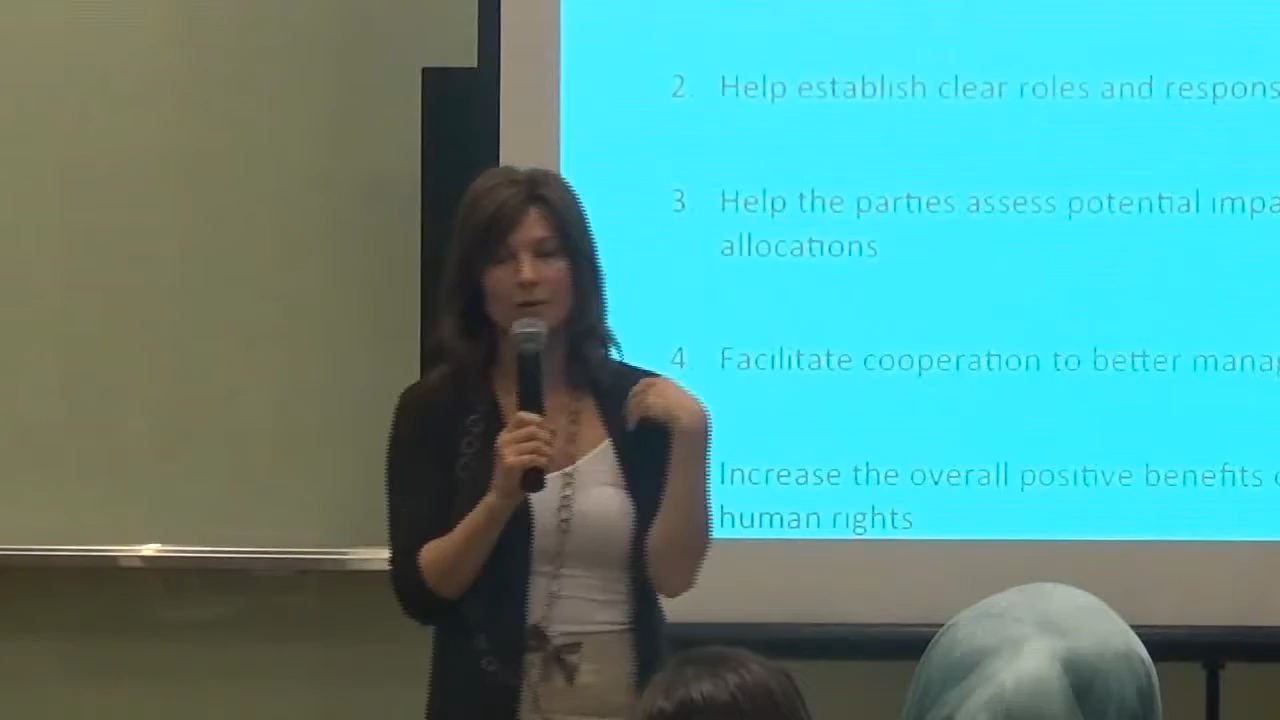 2. Help establish clear roles and respons
3. Help the parties assess potential impa
allocations
4 Facilitate cooperation to better manag
Increase the overall positive benefits
human rights